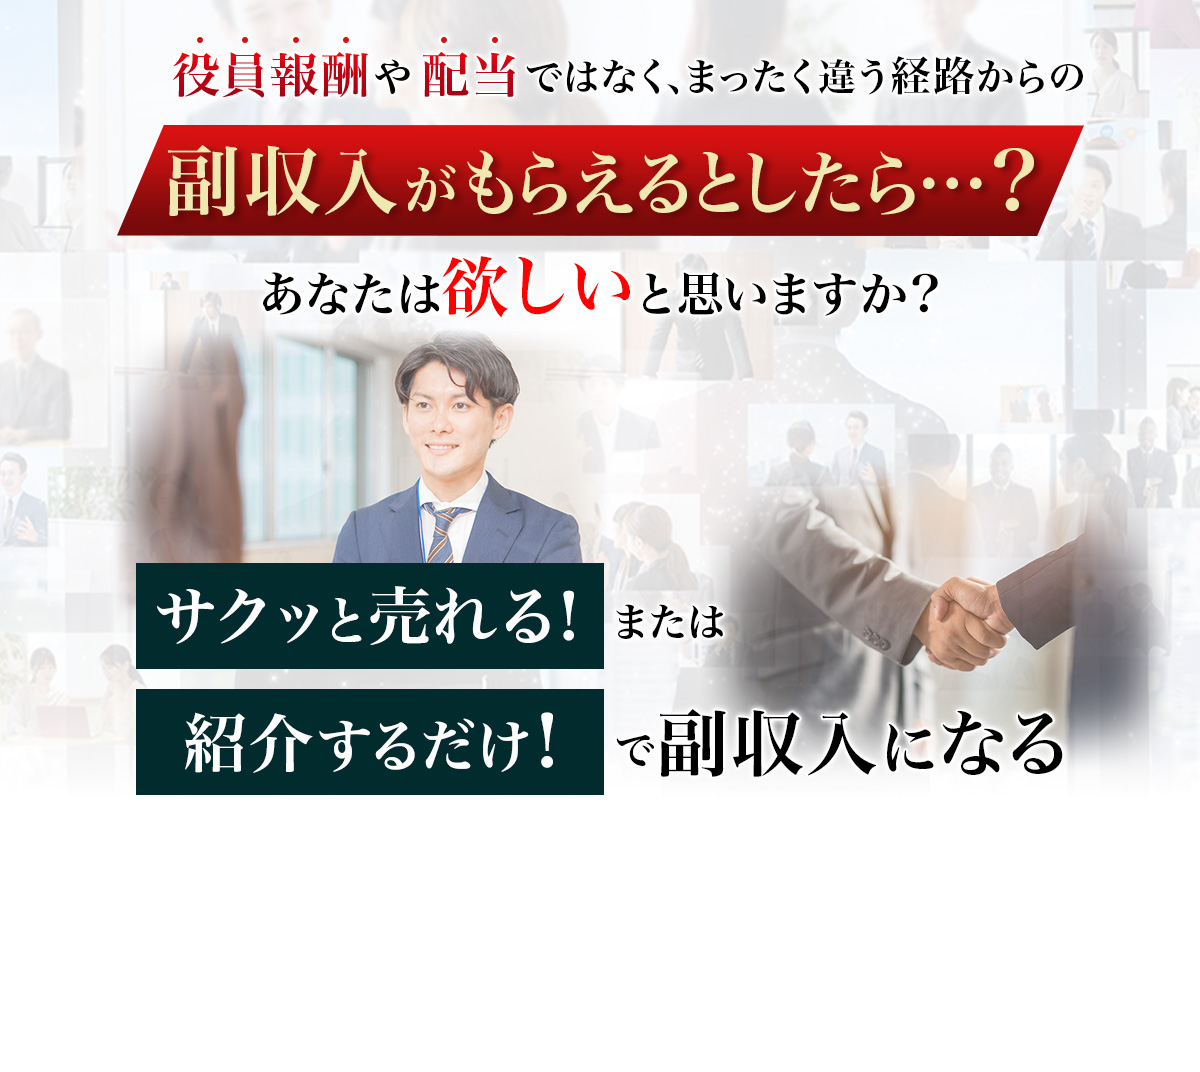 役員報酬や配当ではなく、まったく違う経路からの
副収入がもらえるとしたら…？
あなたは欲しいと思いますか？
サクッと売れる！または
紹介するだけ！で副収入になる